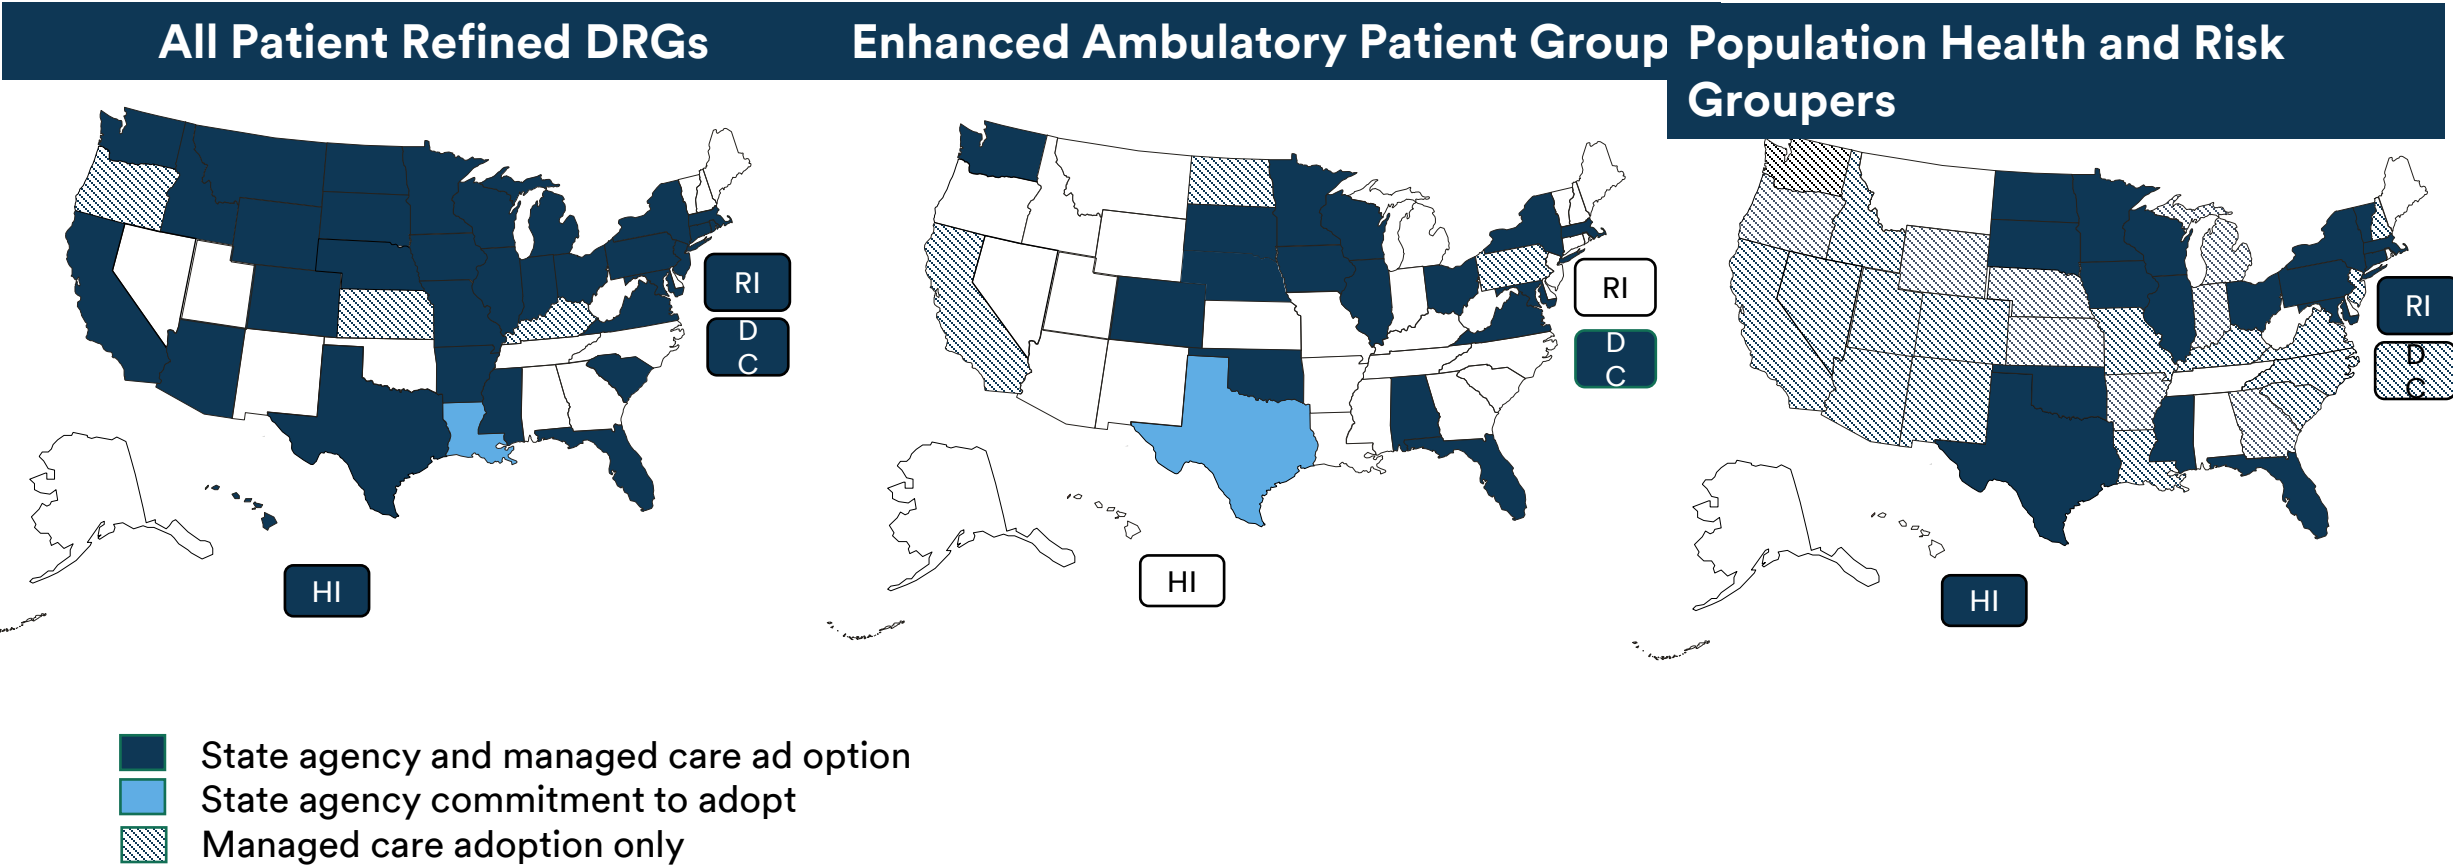 All Patient Refined DRGs
Enhanced Ambulatory Patient Group
Population Health and Risk
Groupers
RI
D
C
HI
RI
D
C
HI
RI
D
C
HI
State agency and managed care ad option
State agency commitment to adopt
Managed care adoption only